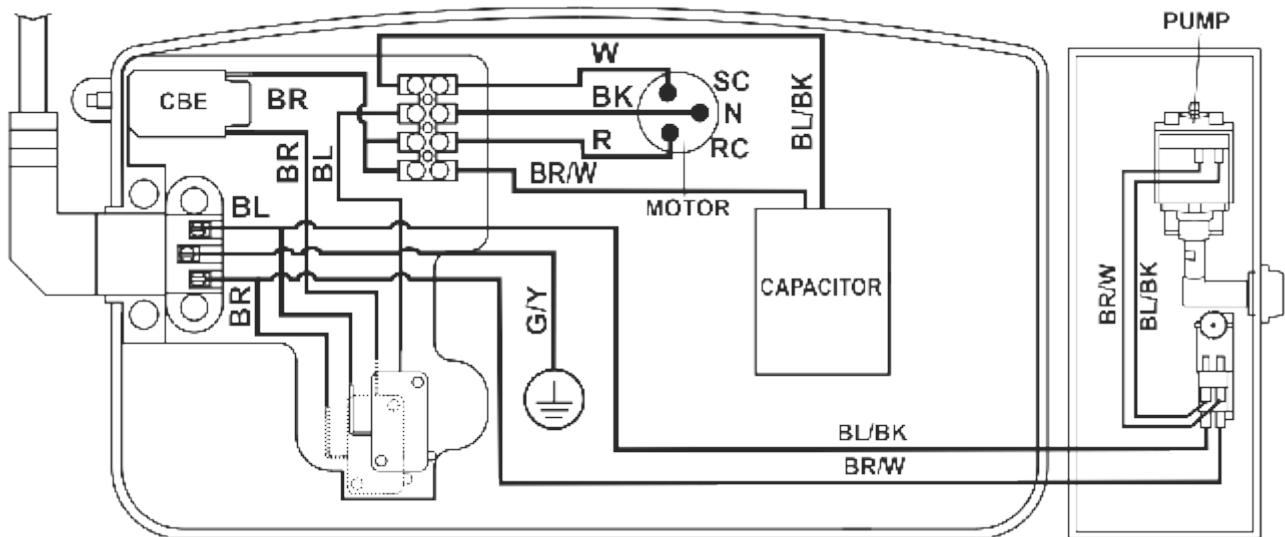 PUMP
W
SC
CBE
BR
BK
N
BL/BK
R
RC
BR
BL
BR/W
MOTOR
BL
CAPACITOR
BR/W
BL/BK
BR
G/Y
BL/BK
BR/W